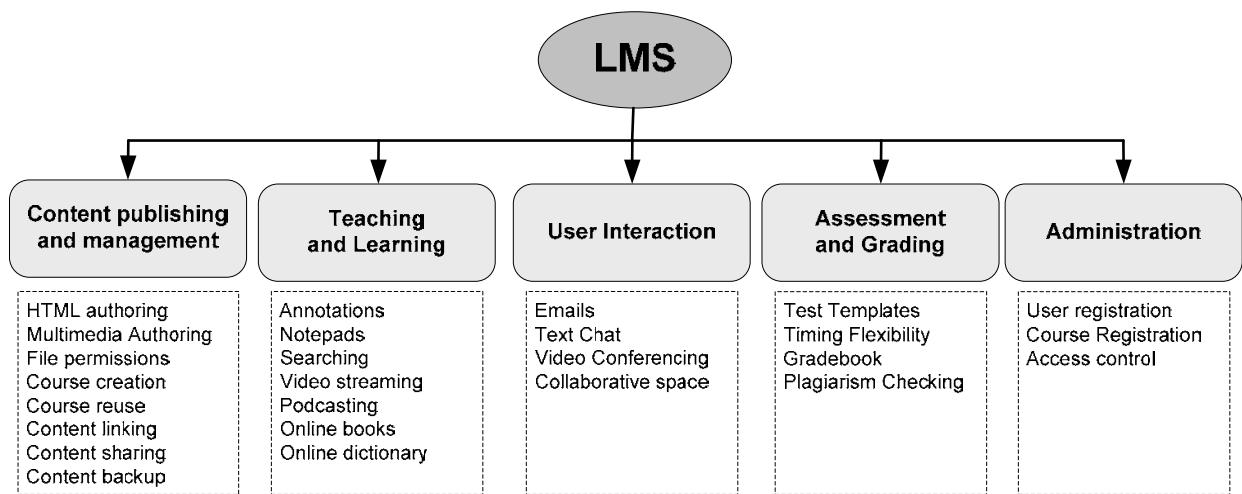 LMS
Content publishing
and management
Teaching
and Learning
User Interaction
Assessment
and Grading
Administration
HTML authoring
Multimedia Authoring
File permissions
Course creation
Course reuse
Content linking
Content sharing
Content backup
Annotations
Notepads
Searching
Video streaming
Podcasting
Online books
Online dictionary
Emails
Text Chat
Video Conferencing
Collaborative space
Test Templates
Timing Flexibility
Gradebook
Plagiarism Checking
User registration
Course Registration
Access control